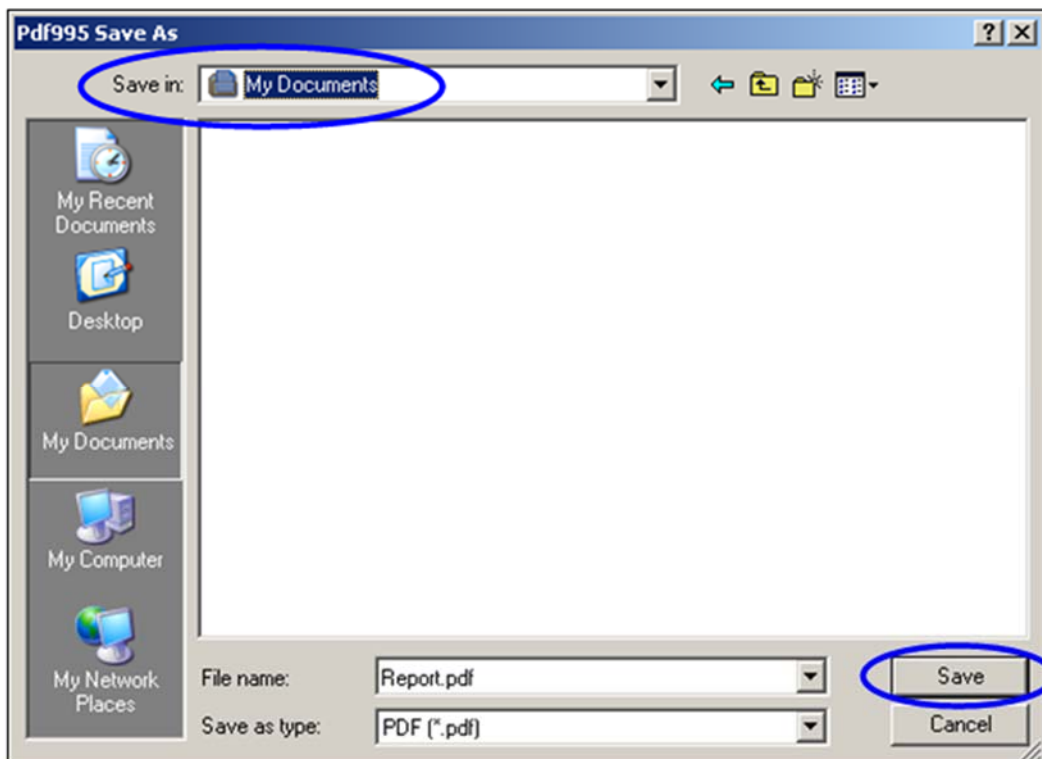 Pdf995 Save As
Save in: My Documents
My Recent
Documents
Desktop
My Documents
My Computer
My Network
Places
File name: Report.pdf
Save
Save as type: PDF (*.pdf)
Cancel